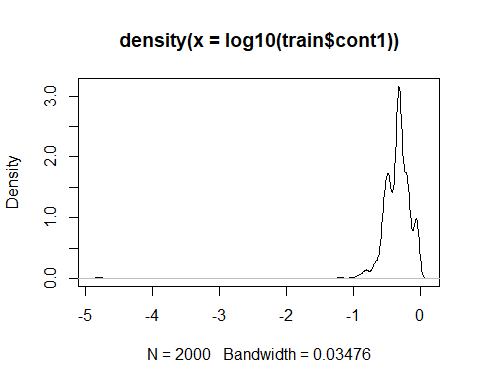 density(x = log10(train$cont1))
Density
3.0
2.0
1.0
0.0
-5 -4 -3 -2 -1 0
N = 2000 Bandwidth = 0.03476